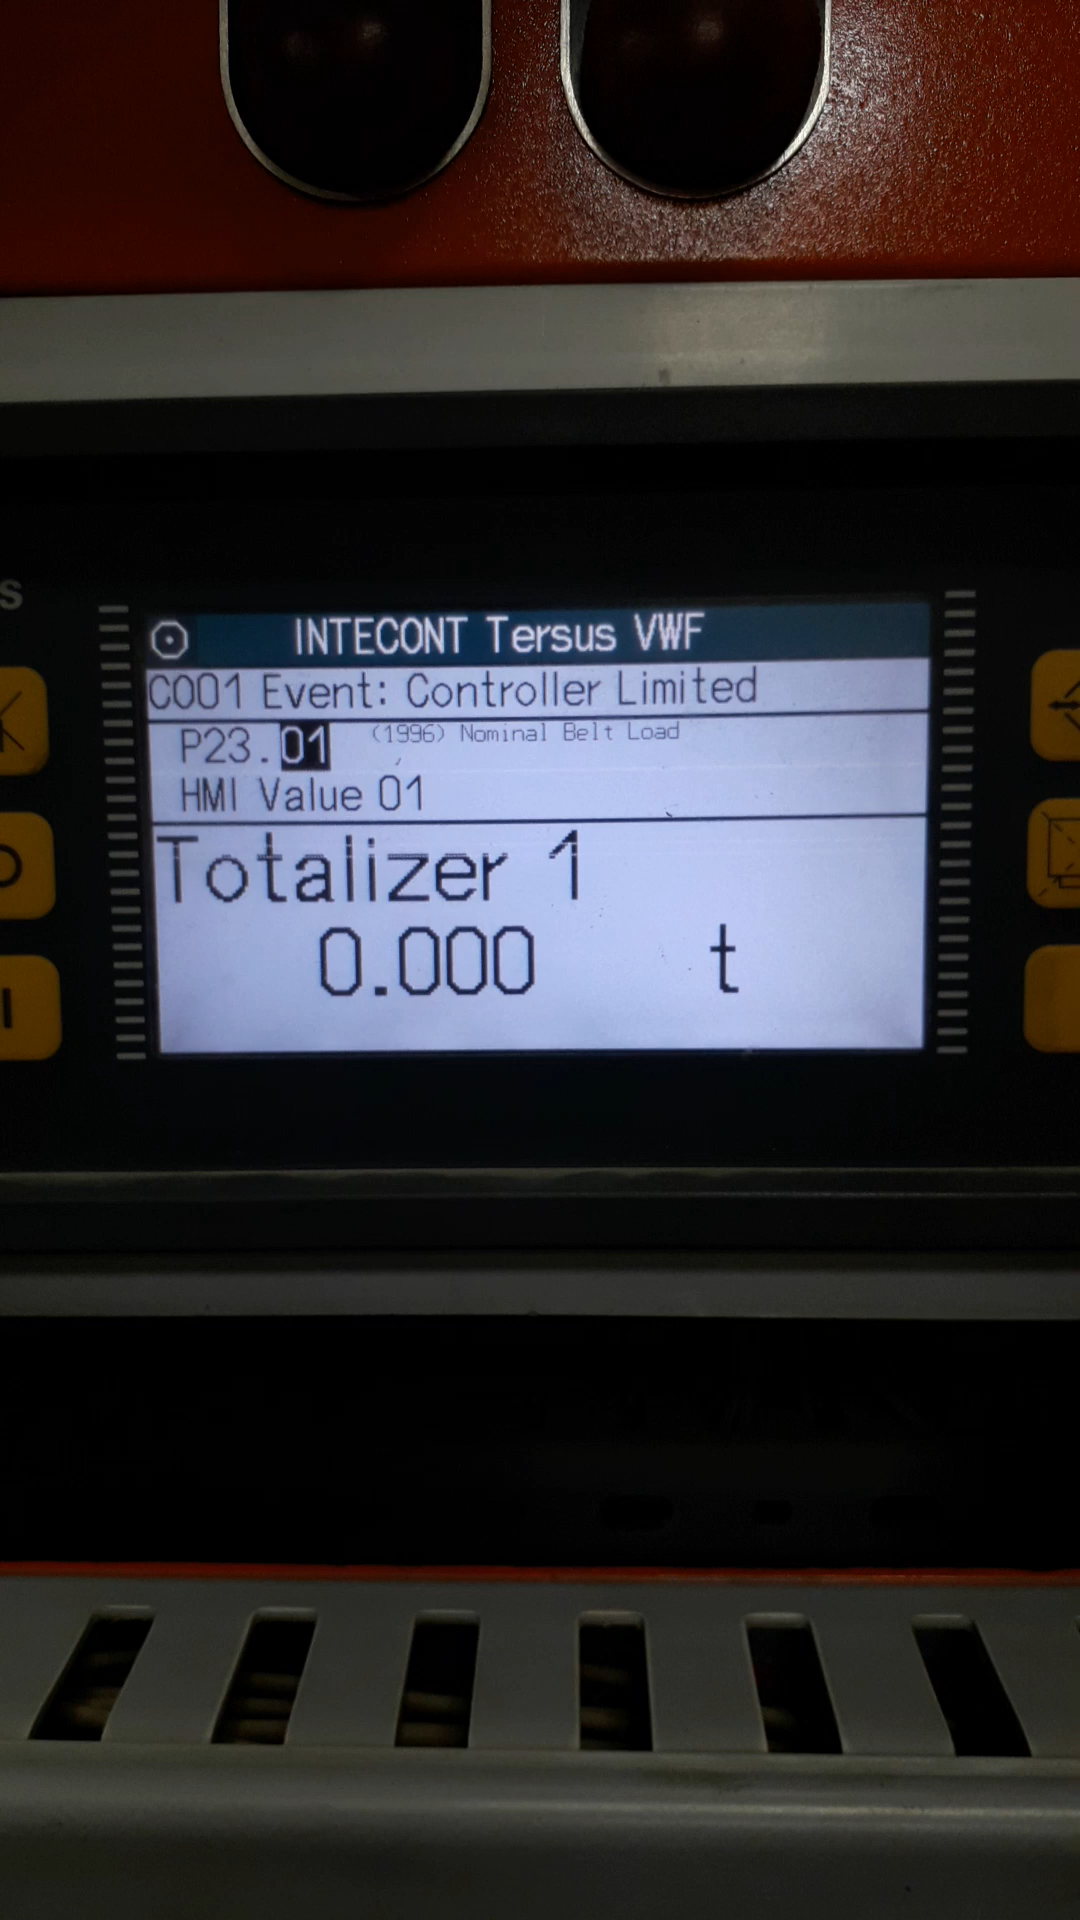 S
INTECONT Tersus VWF
C001 Event: Controller Limited
P23.01 (1996) Nominal Belt Load
HMI Value 01
Totalizer 1
0.000 t